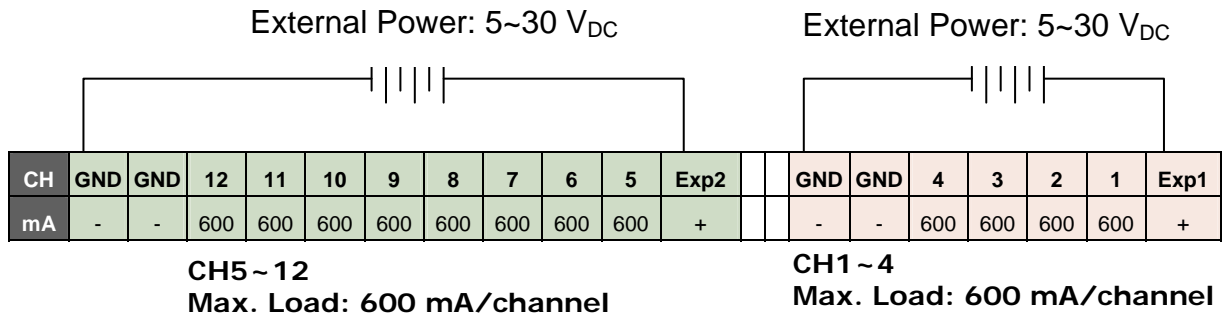 External Power: 5~30 VDC External Power: 5~30 VDC
CH GND GND 12 11 10 9 8 7 6 5 Exp2 GND GND 4 3 2 1 Exp1
mA - - 600 600 600 600 600 600 600 600 + - - 600 600 600 600 +
CH5~12
Max. Load: 600 mA/channel
CH1~4
Max. Load: 600 mA/channel